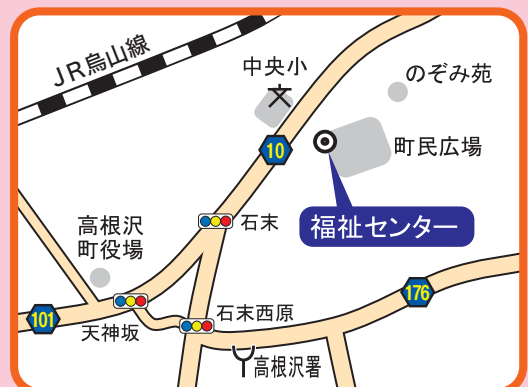 JR烏山線
中央小
のぞみ苑
10
町民広場
福祉センター
石末
高根沢
町役場
176
101
天神坂
石末西原
高根沢署